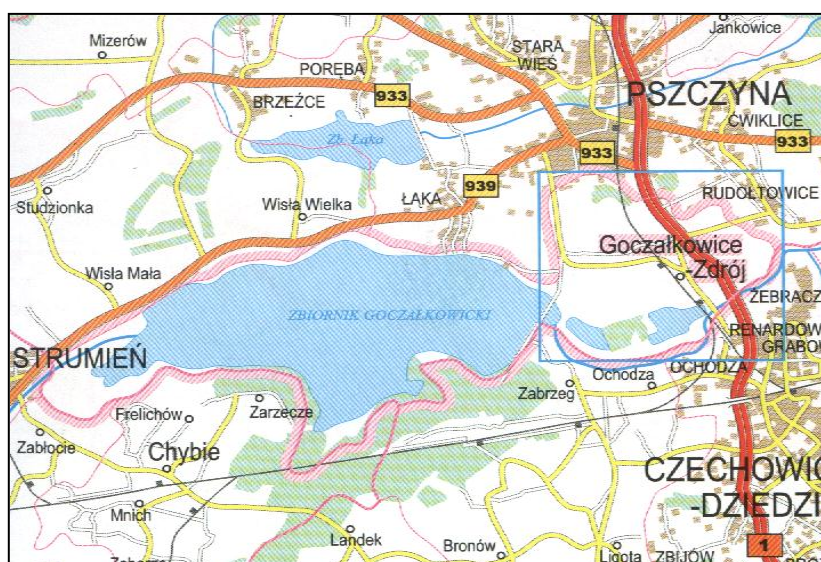 Jankowice
Mizerów
STARA
WIEŚ
PORĘBA
933
BRZEŹCE
PSZCZYNA
ĆWIKLICE
Zb. Łąka
933
933
939
ŁĄKA
RUDOŁTOWICE
Studzionka
Wisła Wielka
Goczałkowice
-Zdrój
Wisła Mała
ŻEBRACZ
ZBIORNIK GOCZAŁKOWICKI
RENARDOW
GRABO
STRUMIEŃ
OCHODZA
Ochodza
Zabrzeg
Zarzecze
Frelichów
Zabłocie
Chybie
CZECHOWIC
-DZIEDZI
Mnich
Landek
Bronów
1
Ligota
ZBIJÓW